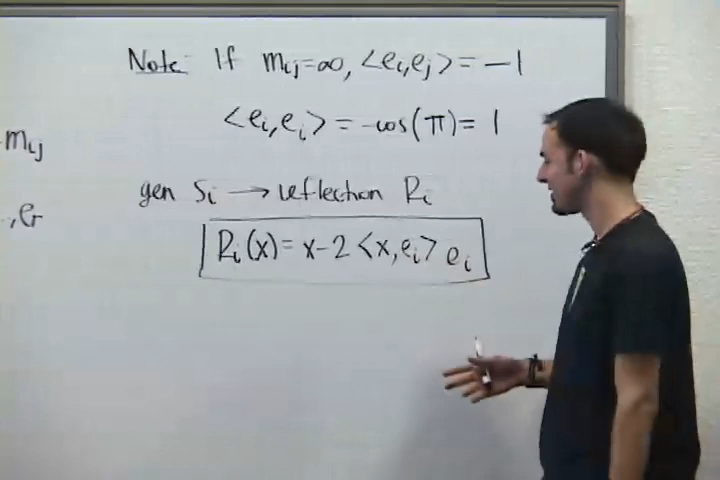 Note: If m_ij=∞, <e_i,e_j> = -1
<e_i,e_i> = -cos(π) = 1
m_ij
gen S_i → reflection R_i
,e_r
R_i(x) = x-2<x,e_i> e_i